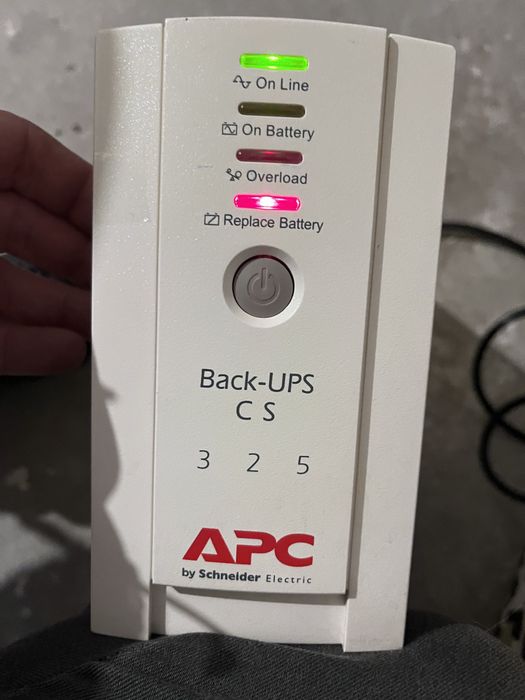 On Line
On Battery
Overload
Replace Battery
Back-UPS
CS
325
APC
by Schneider Electric